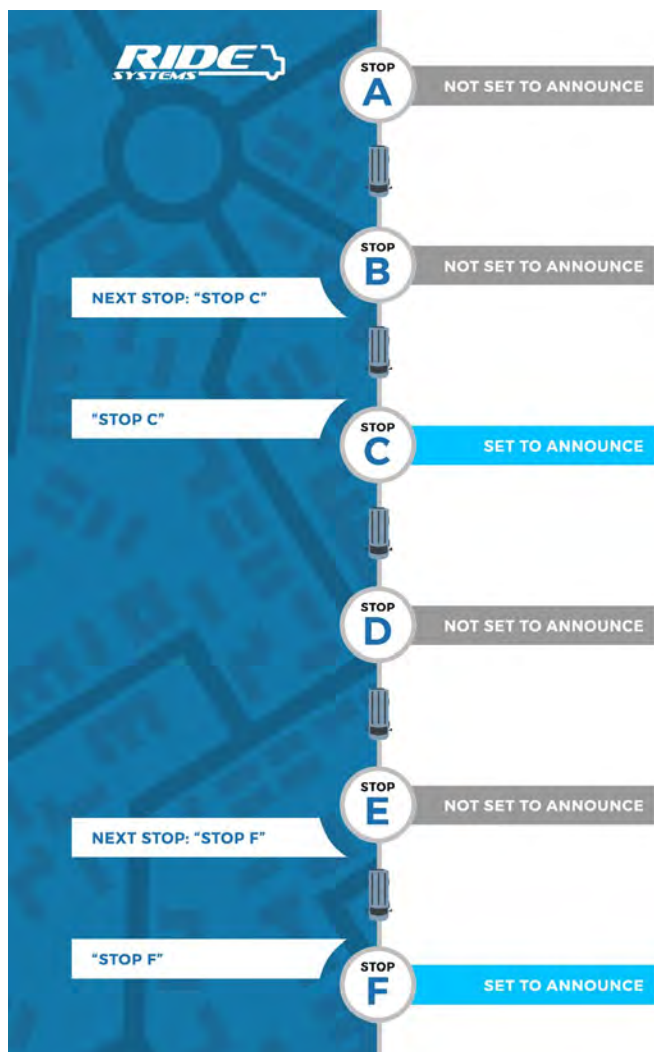 RIDE
SYSTEMS
STOP
A
NOT SET TO ANNOUNCE
STOP
B
NOT SET TO ANNOUNCE
NEXT STOP: “STOP C”
“STOP C”
STOP
C
SET TO ANNOUNCE
STOP
D
NOT SET TO ANNOUNCE
STOP
E
NOT SET TO ANNOUNCE
NEXT STOP: “STOP F”
“STOP F”
STOP
F
SET TO ANNOUNCE